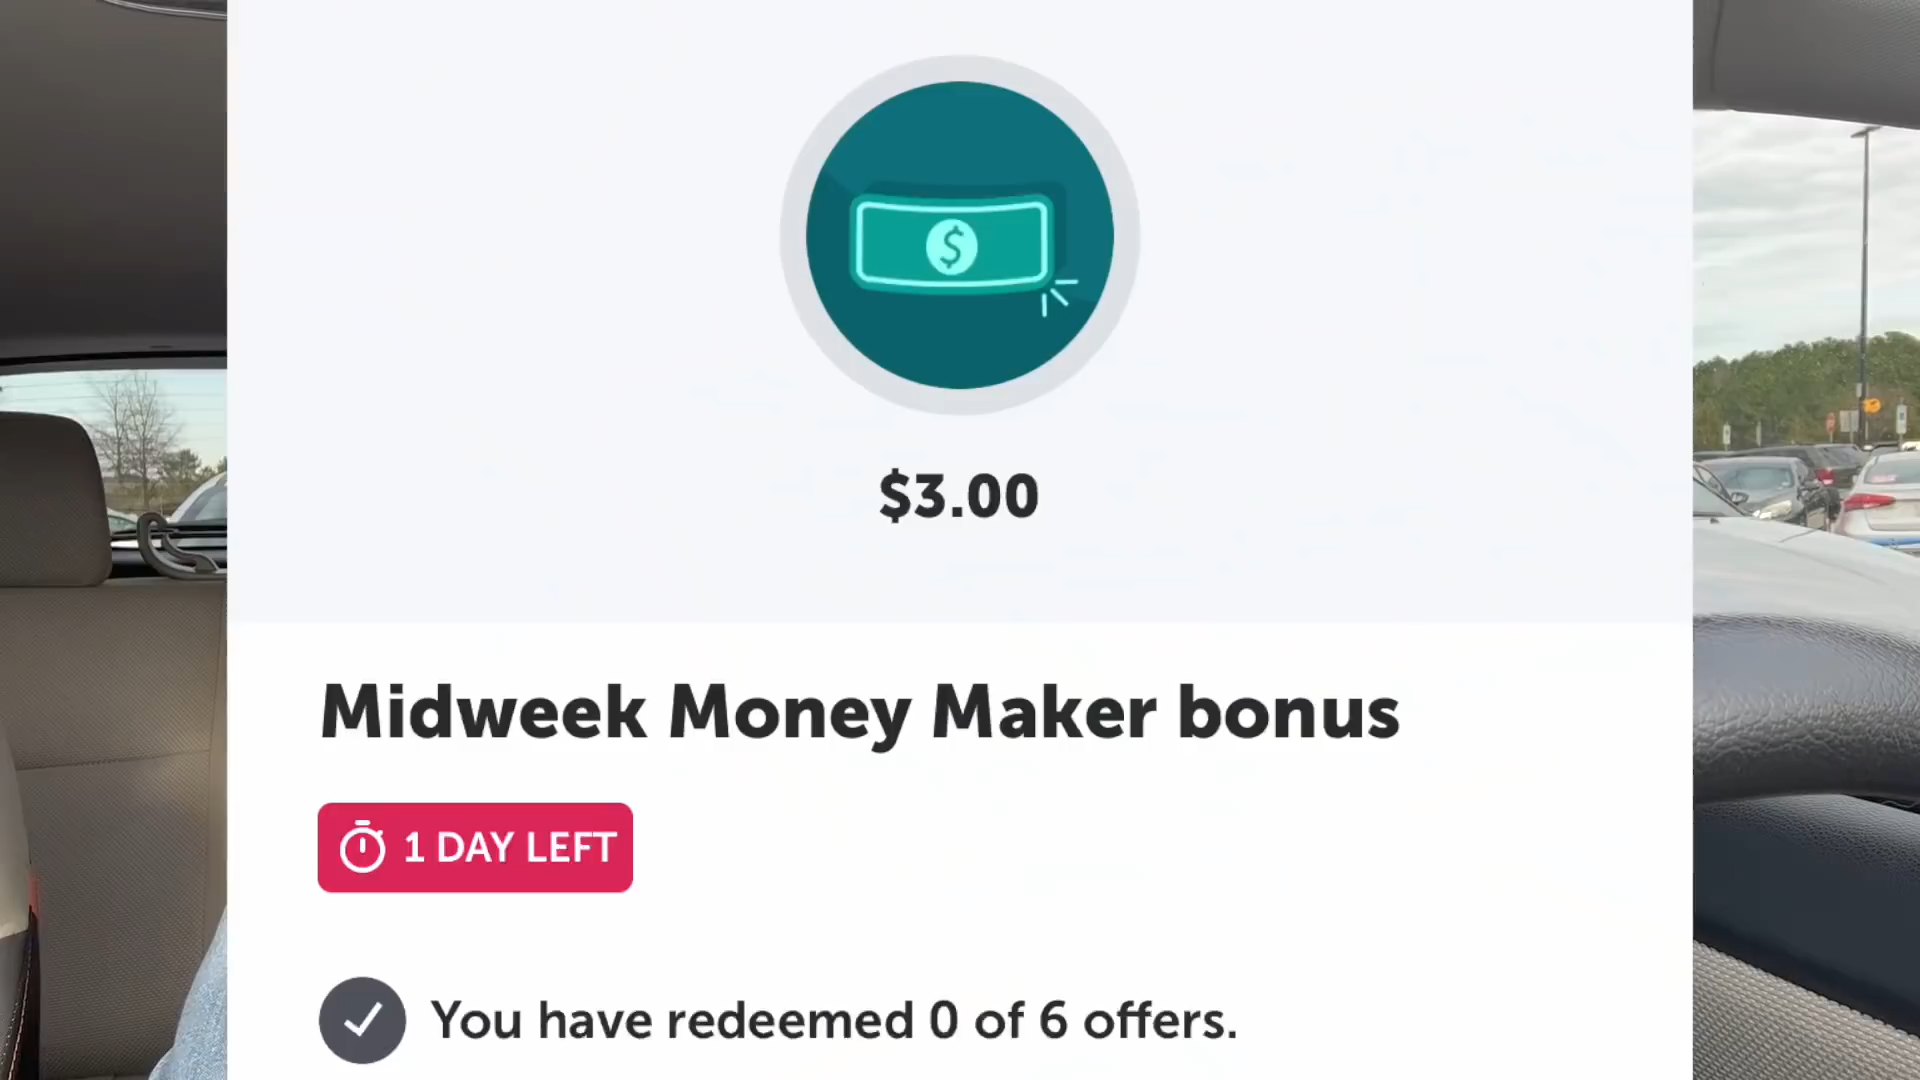 $
$3.00
Midweek Money Maker bonus
1 DAY LEFT
You have redeemed 0 of 6 offers.